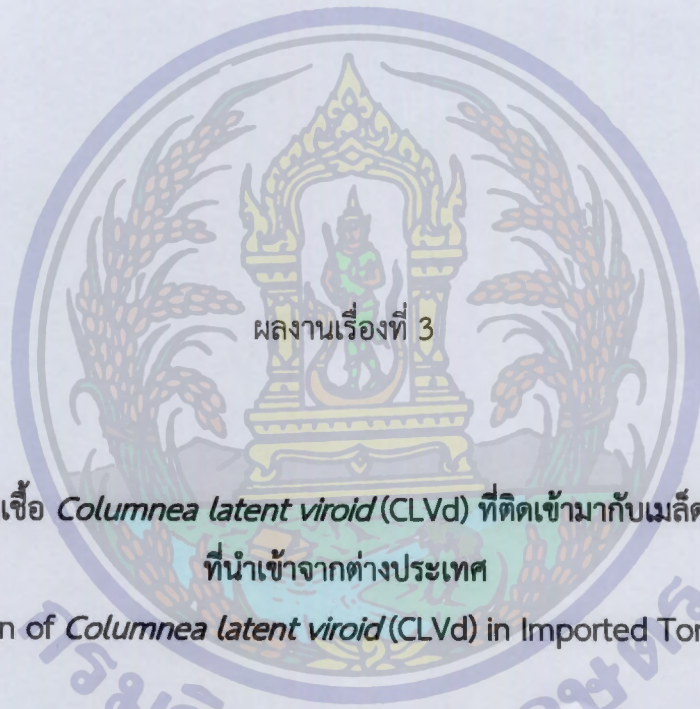 ผลงานเรื่องที่ 3
เชื้อ Columnea latent viroid (CLVd) ที่ติดเข้ามากับเมล็ด
ที่นำเข้าจากต่างประเทศ
of Columnea latent viroid (CLVd) in Imported